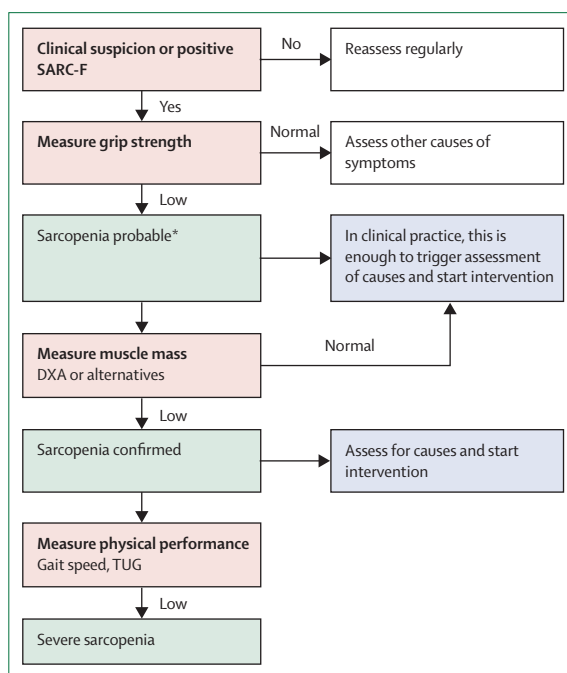 Clinical suspicion or positive
SARC-F
No
Reassess regularly
Yes
Measure grip strength
Normal
Assess other causes of
symptoms
Low
Sarcopenia probable*
In clinical practice, this is
enough to trigger assessment
of causes and start intervention
Measure muscle mass
DXA or alternatives
Normal
Low
Sarcopenia confirmed
Assess for causes and start
intervention
Measure physical performance
Gait speed, TUG
Low
Severe sarcopenia